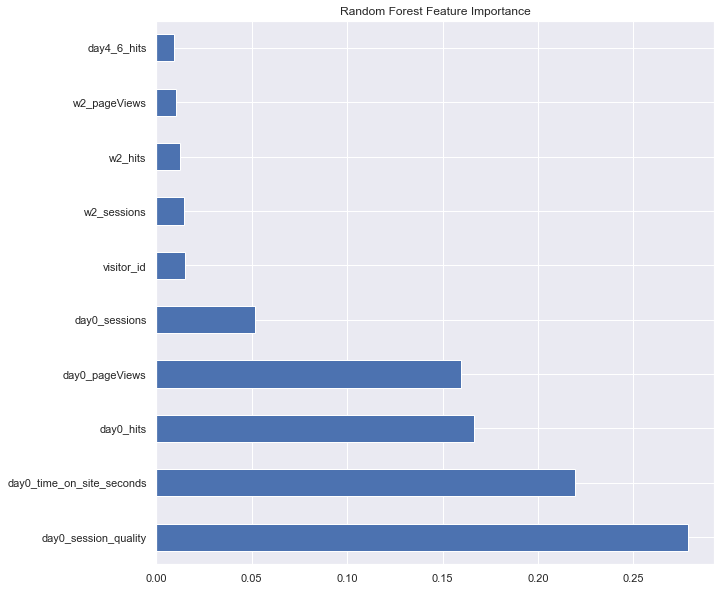 Random Forest Feature Importance
day4_6_hits
w2_pageViews
w2_hits
w2_sessions
visitor_id
day0_sessions
day0_pageViews
day0_hits
day0_time_on_site_seconds
day0_session_quality
0.00 0.05 0.10 0.15 0.20 0.25